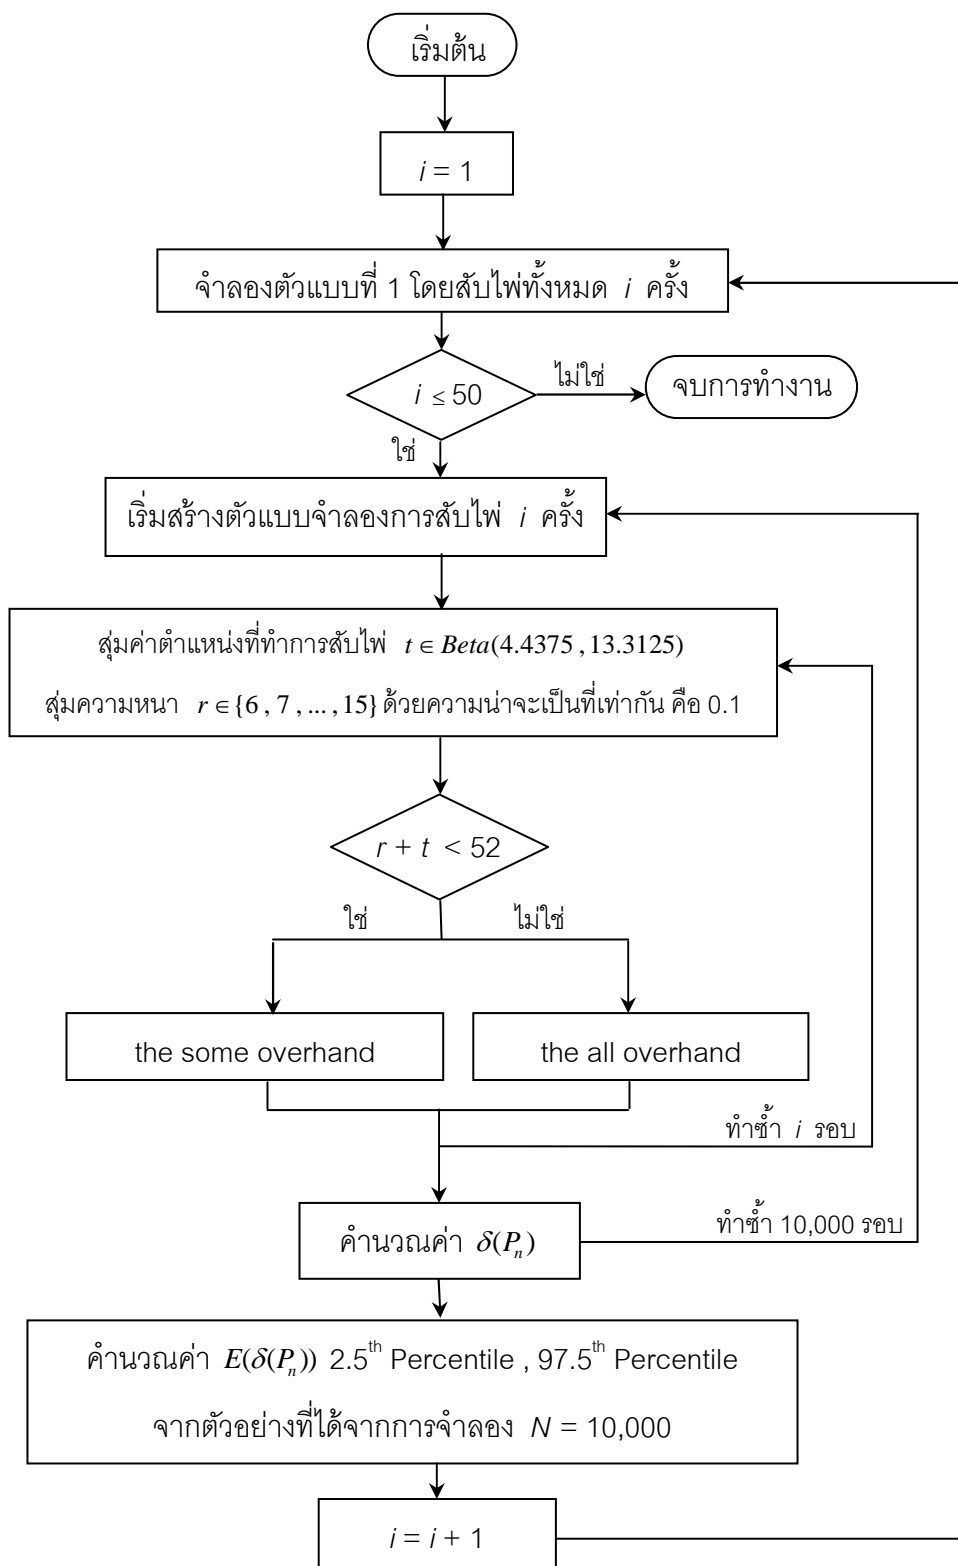 เริ่มต้น
i = 1
จำลองตัวแบบที่ 1 โดยสับไพ่ทั้งหมด i ครั้ง
i ≤ 50
ไม่ใช่
จบการทำงาน
ใช่
เริ่มสร้างตัวแบบจำลองการสับไพ่ i ครั้ง
สุ่มค่าตำแหน่งที่ทำการสับไพ่ t ∈ Beta(4.4375 , 13.3125)
สุ่มความหนา r ∈ {6 , 7 , ... , 15} ด้วยความน่าจะเป็นที่เท่ากัน คือ 0.1
r + t < 52
ใช่
ไม่ใช่
the some overhand
the all overhand
ทำซ้ำ i รอบ
คำนวณค่า δ(Pₙ)
ทำซ้ำ 10,000 รอบ
คำนวณค่า E(δ(Pₙ)) 2.5th Percentile , 97.5th Percentile
จากตัวอย่างที่ได้จากการจำลอง N = 10,000
i = i + 1